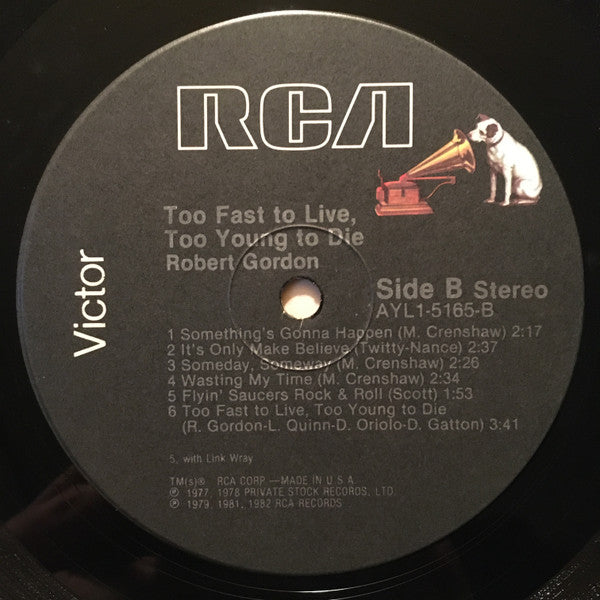 RCA
Victor
Too Fast to Live,
Too Young to Die
Robert Gordon
Side B Stereo
AYL1-5165-B
1 Something's Gonna Happen (M. Crenshaw) 2:17
2 It's Only Make Believe (Twitty-Nance) 2:37
3 Someday, Someway (M. Crenshaw) 2:26
4 Wasting My Time (M. Crenshaw) 2:34
5 Flyin' Saucers Rock & Roll (Scott) 1:53
6 Too Fast to Live, Too Young to Die
(R. Gordon-L. Quinn-D. Oriolo-D. Gatton) 3:41
5, with Link Wray
TM(s)® RCA CORP.—MADE IN U.S.A.
℗ 1977, 1978 PRIVATE STOCK RECORDS, LTD.
℗ 1979, 1981, 1982 RCA RECORDS